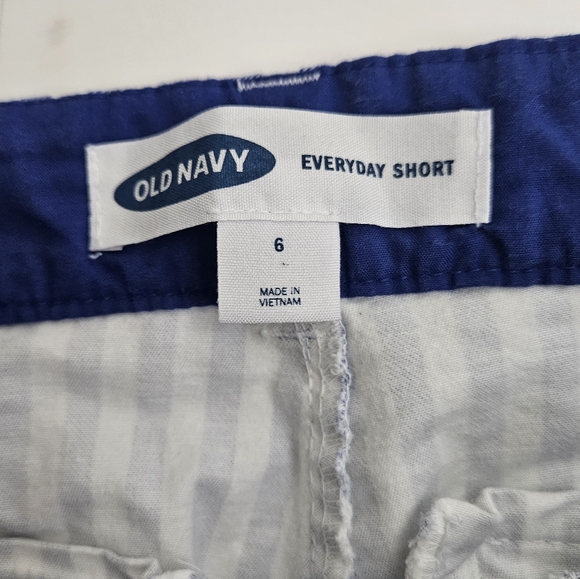 OLD NAVY EVERYDAY SHORT
6
MADE IN
VIETNAM